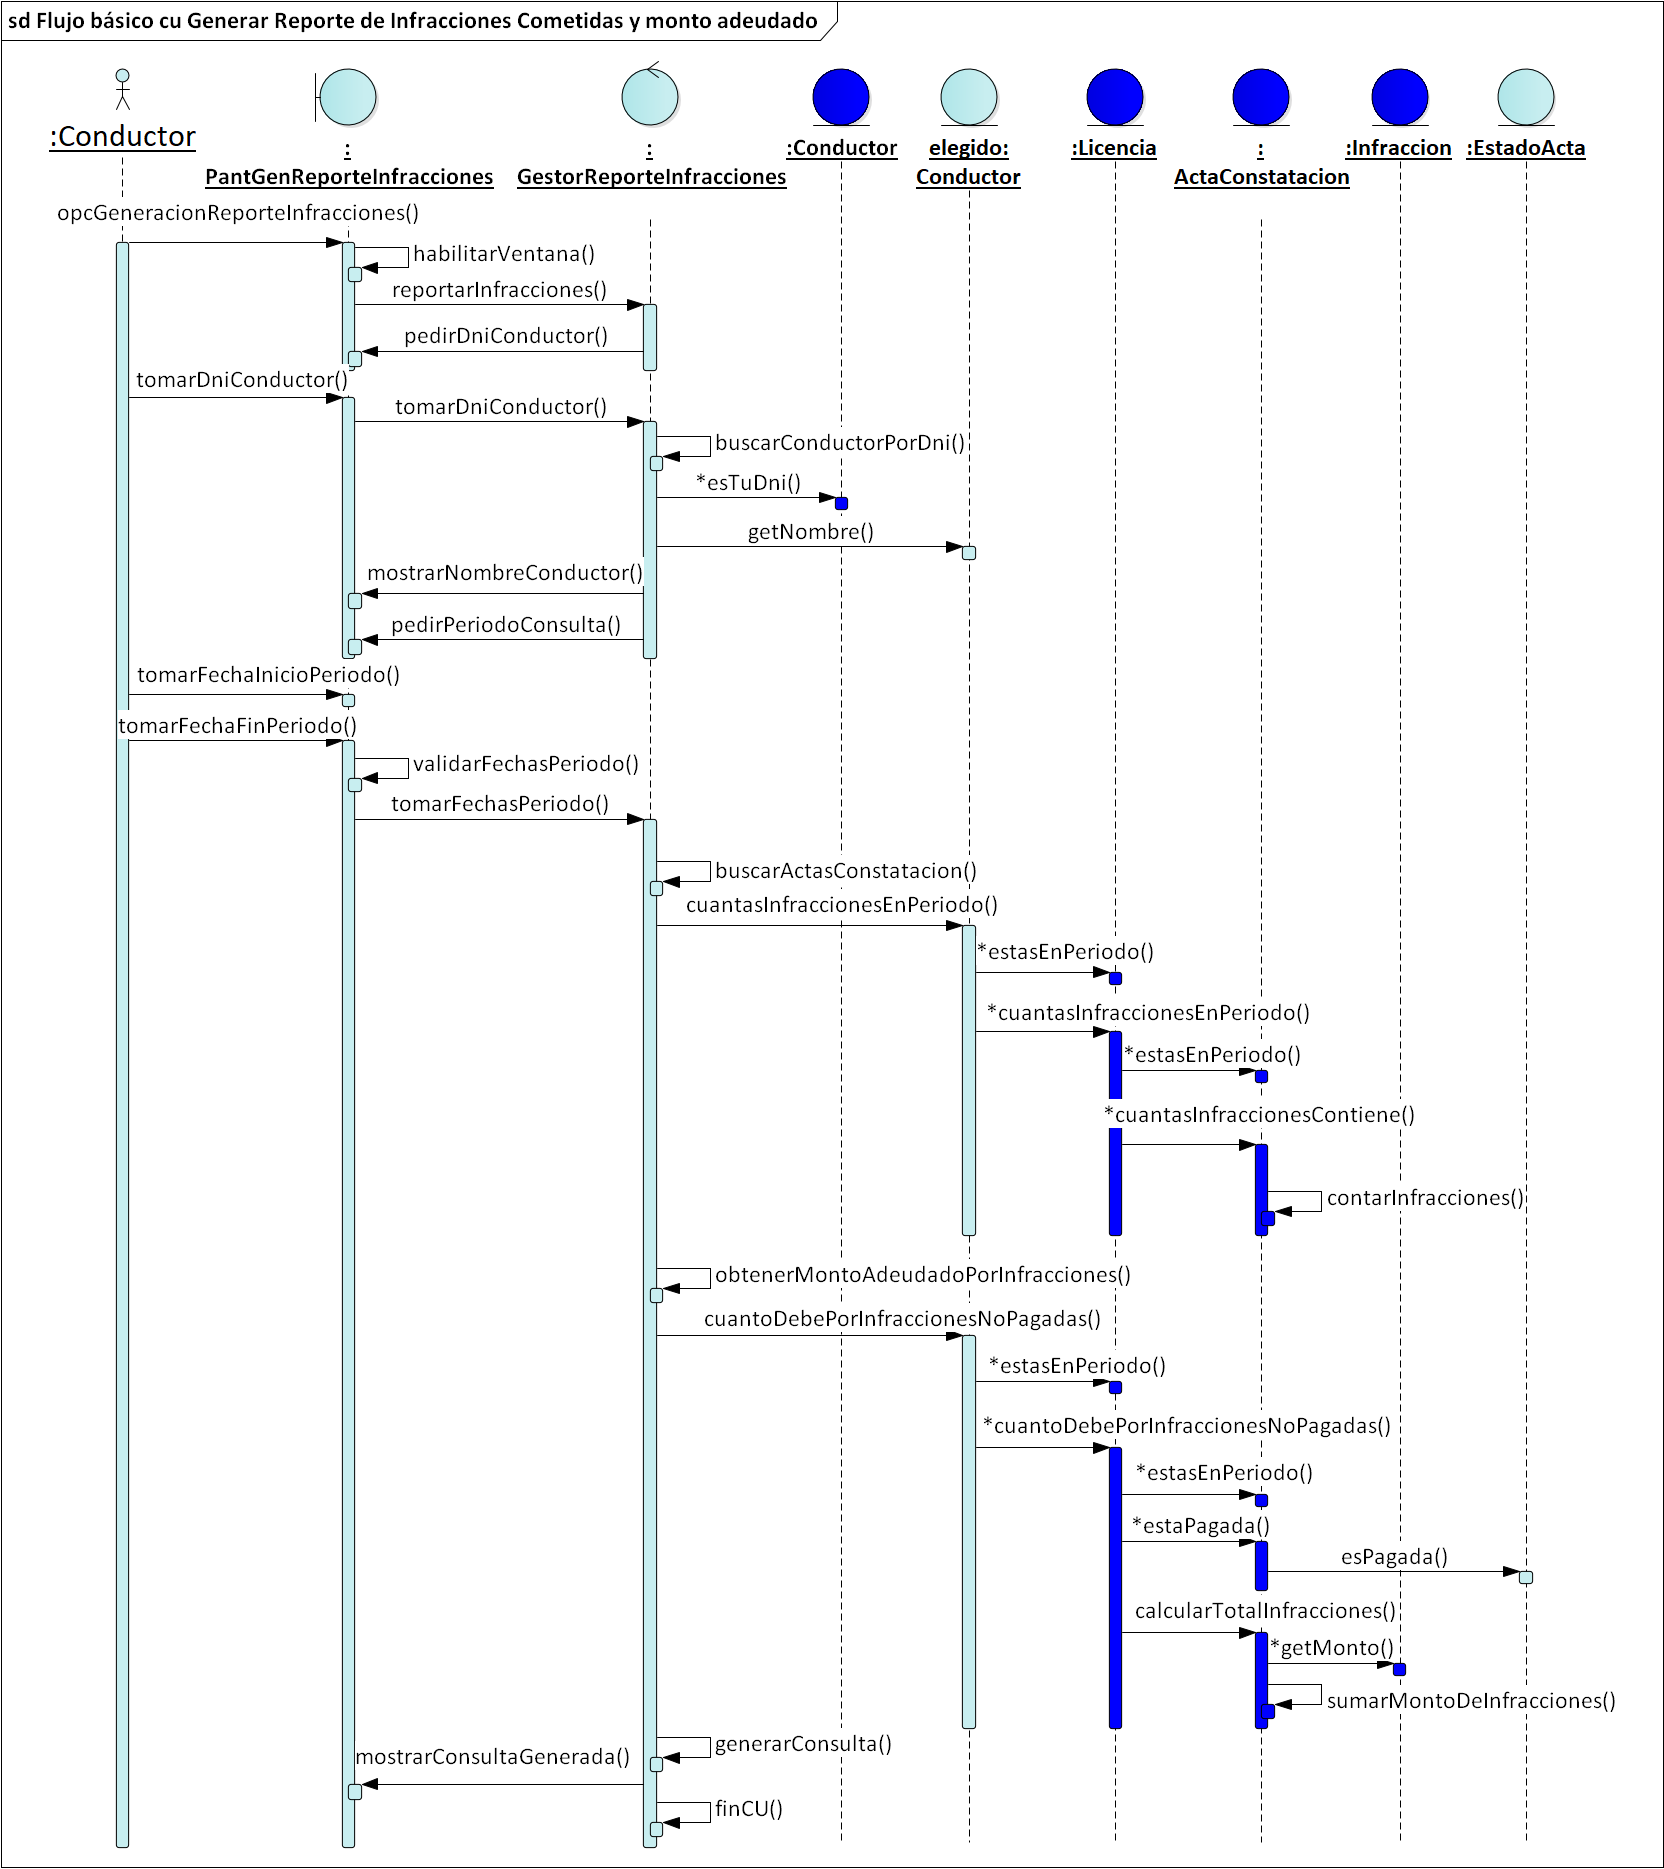 sd Flujo básico cu Generar Reporte de Infracciones Cometidas y monto adeudado
:Conductor
:
PantGenReporteInfracciones
:
GestorReporteInfracciones
:Conductor
elegido:
Conductor
:Licencia
:
ActaConstatacion
:Infraccion
:EstadoActa
opcGeneracionReporteInfracciones()
habilitarVentana()
reportarInfracciones()
pedirDniConductor()
tomarDniConductor()
tomarDniConductor()
buscarConductorPorDni()
*esTuDni()
getNombre()
mostrarNombreConductor()
pedirPeriodoConsulta()
tomarFechaInicioPeriodo()
tomarFechaFinPeriodo()
validarFechasPeriodo()
tomarFechasPeriodo()
buscarActasConstatacion()
cuantasInfraccionesEnPeriodo()
*estasEnPeriodo()
*cuantasInfraccionesEnPeriodo()
*estasEnPeriodo()
*cuantasInfraccionesContiene()
contarInfracciones()
obtenerMontoAdeudadoPorInfracciones()
cuantoDebePorInfraccionesNoPagadas()
*estasEnPeriodo()
*cuantoDebePorInfraccionesNoPagadas()
*estasEnPeriodo()
*estaPagada()
esPagada()
calcularTotalInfracciones()
*getMonto()
sumarMontoDeInfracciones()
generarConsulta()
mostrarConsultaGenerada()
finCU()